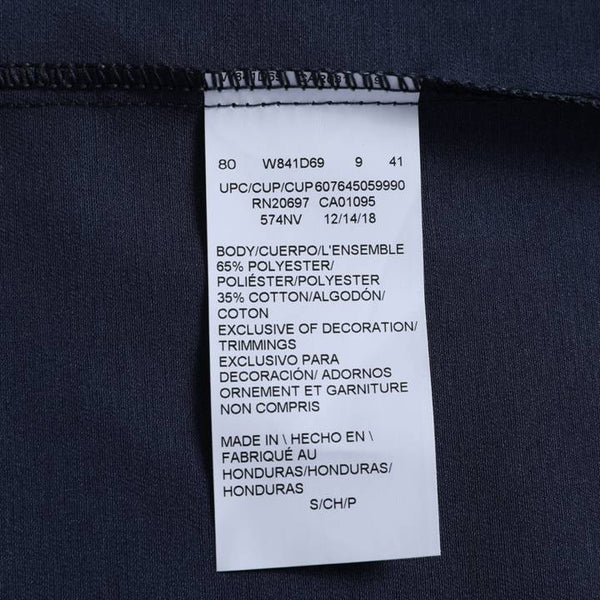 80 W841D69 9 41
UPC/CUP/CUP607645059990
RN20697 CA01095
574NV 12/14/18
BODY/CUERPO/L'ENSEMBLE
65% POLYESTER/
POLIÉSTER/POLYESTER
35% COTTON/ALGODÓN/
COTON
EXCLUSIVE OF DECORATION/
TRIMMINGS
EXCLUSIVO PARA
DECORACIÓN/ ADORNOS
ORNEMENT ET GARNITURE
NON COMPRIS
MADE IN \ HECHO EN \
FABRIQUÉ AU
HONDURAS/HONDURAS/
HONDURAS
S/CH/P